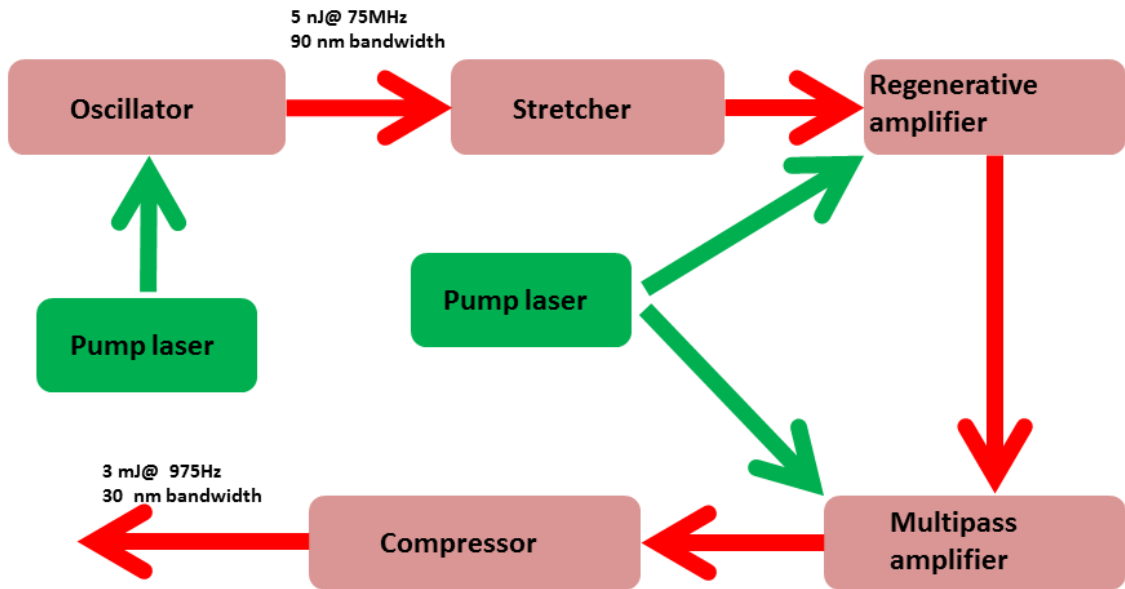 5 nJ@ 75MHz
90 nm bandwidth
Oscillator
Stretcher
Regenerative
amplifier
Pump laser
Pump laser
3 mJ@ 975Hz
30 nm bandwidth
Compressor
Multipass
amplifier